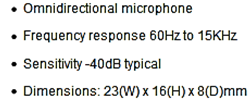 • Omnidirectional microphone
• Frequency response 60Hz to 15KHz
• Sensitivity -40dB typical
• Dimensions: 23(W) x 16(H) x 8(D)mm